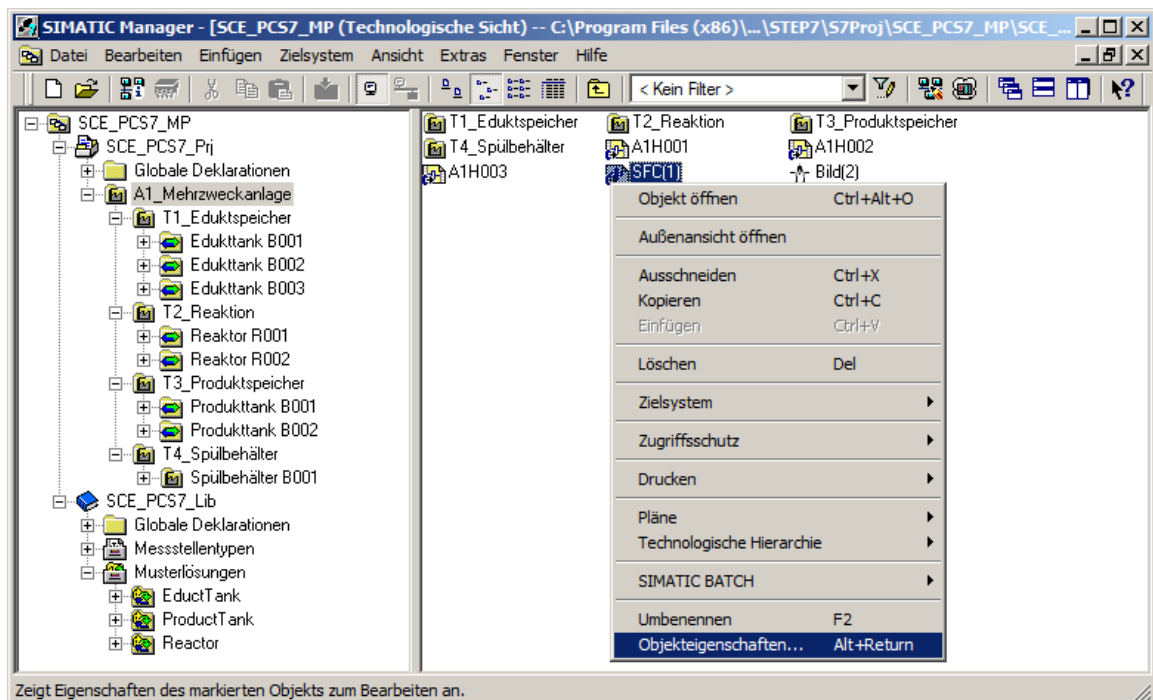 SIMATIC Manager - [SCE_PCS7_MP (Technologische Sicht) -- C:\Program Files (x86)\...\STEP7\S7Proj\SCE_PCS7_MP\SCE_...
Datei Bearbeiten Einfügen Zielsystem Ansicht Extras Fenster Hilfe
< Kein Filter >
SCE_PCS7_MP
SCE_PCS7_Prj
Globale Deklarationen
A1_Mehrzweckanlage
T1_Eduktspeicher
Edukttank B001
Edukttank B002
Edukttank B003
T2_Reaktion
Reaktor R001
Reaktor R002
T3_Produktspeicher
Produkttank B001
Produkttank B002
T4_Spülbehälter
Spülbehälter B001
SCE_PCS7_Lib
Globale Deklarationen
Messstellentypen
Musterlösungen
EductTank
ProductTank
Reactor
T1_Eduktspeicher T2_Reaktion T3_Produktspeicher
T4_Spülbehälter A1H001 A1H002
A1H003 SFC(1) Bild(2)
Objekt öffnen Ctrl+Alt+O
Außenansicht öffnen
Ausschneiden Ctrl+X
Kopieren Ctrl+C
Einfügen Ctrl+V
Löschen Del
Zielsystem
Zugriffsschutz
Drucken
Pläne
Technologische Hierarchie
SIMATIC BATCH
Umbenennen F2
Objekteigenschaften... Alt+Return
Zeigt Eigenschaften des markierten Objekts zum Bearbeiten an.